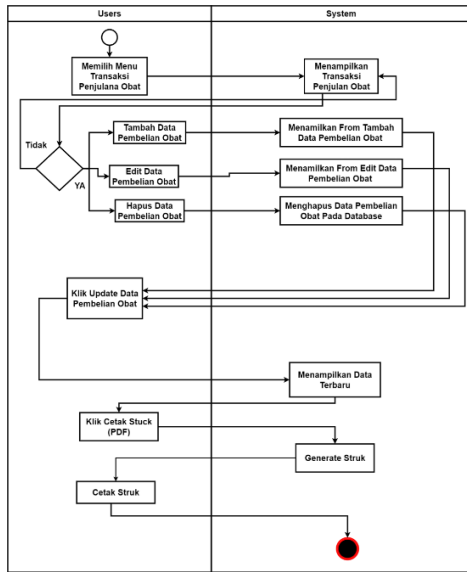 Users
System
Memilih Menu
Transaksi
Penjulana Obat
Menampilkan
Transaksi
Penjulan Obat
Tidak
YA
Tambah Data
Pembelian Obat
Menamilkan From Tambah
Data Pembelian Obat
Edit Data
Pembelian Obat
Menamilkan From Edit Data
Pembelian Obat
Hapus Data
Pembelian Obat
Menghapus Data Pembelian
Obat Pada Database
Klik Update Data
Pembelian Obat
Menampilkan Data
Terbaru
Klik Cetak Stuck
(PDF)
Generate Struk
Cetak Struk